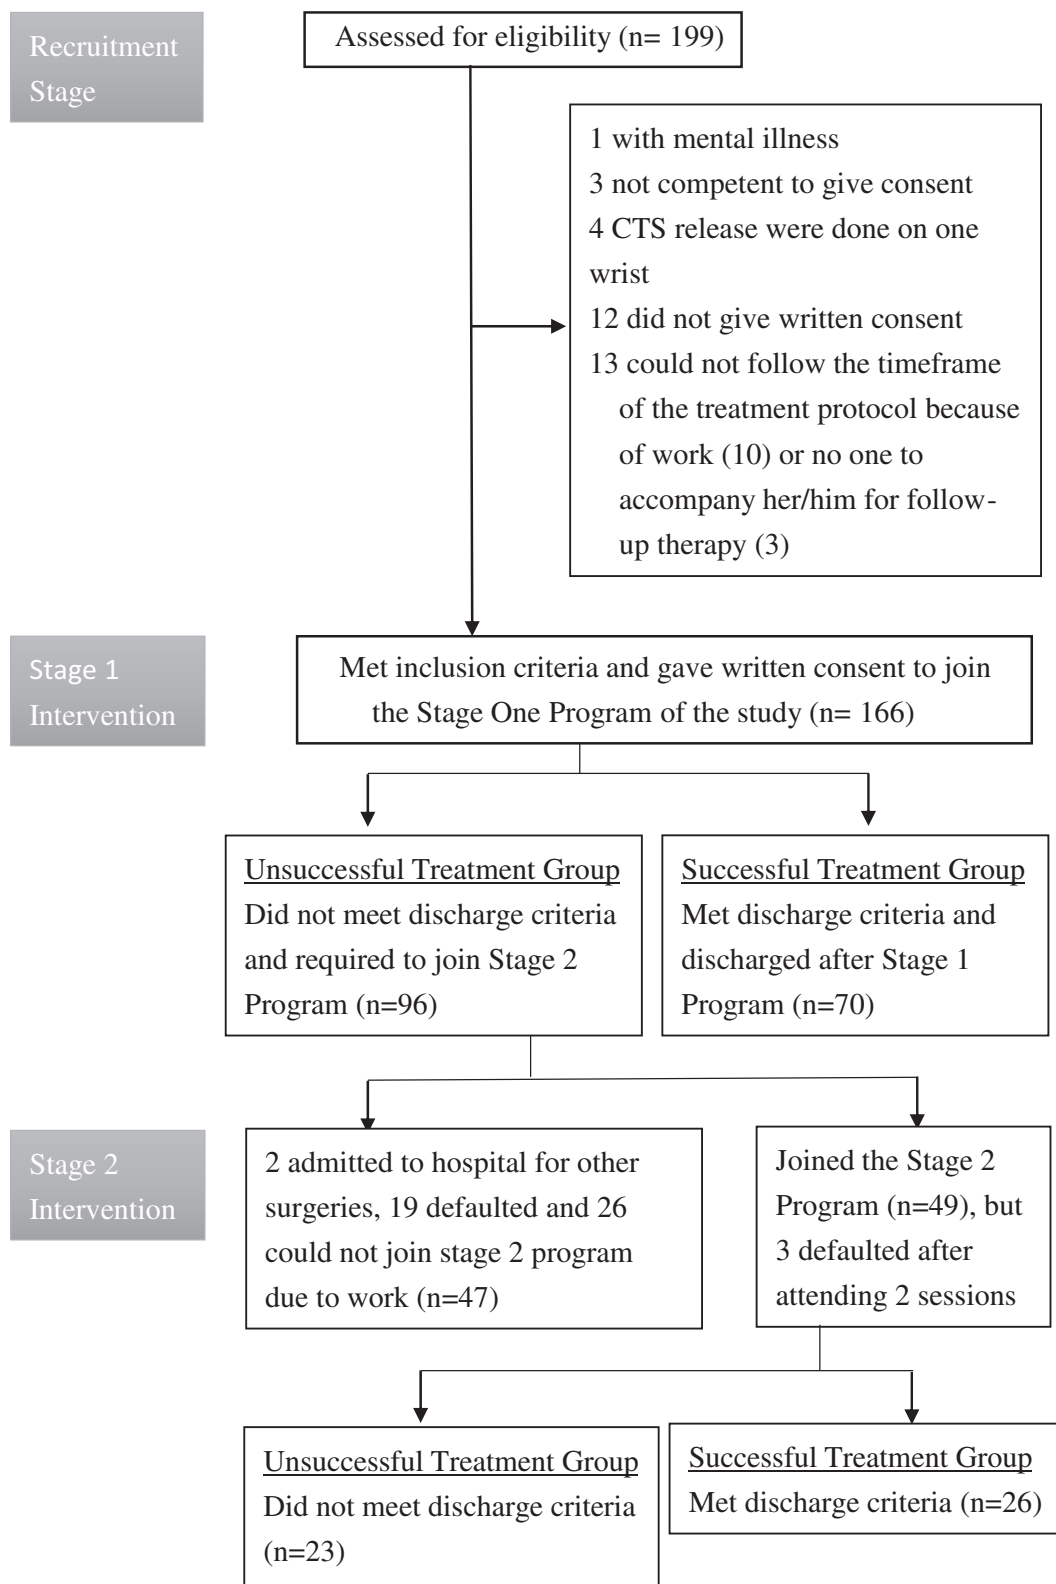 Recruitment
Stage
Assessed for eligibility (n= 199)
1 with mental illness
3 not competent to give consent
4 CTS release were done on one
wrist
12 did not give written consent
13 could not follow the timeframe
of the treatment protocol because
of work (10) or no one to
accompany her/him for follow-
up therapy (3)
Stage 1
Intervention
Met inclusion criteria and gave written consent to join
the Stage One Program of the study (n= 166)
Unsuccessful Treatment Group
Did not meet discharge criteria
and required to join Stage 2
Program (n=96)
Successful Treatment Group
Met discharge criteria and
discharged after Stage 1
Program (n=70)
Stage 2
Intervention
2 admitted to hospital for other
surgeries, 19 defaulted and 26
could not join stage 2 program
due to work (n=47)
Joined the Stage 2
Program (n=49), but
3 defaulted after
attending 2 sessions
Unsuccessful Treatment Group
Did not meet discharge criteria
(n=23)
Successful Treatment Group
Met discharge criteria (n=26)